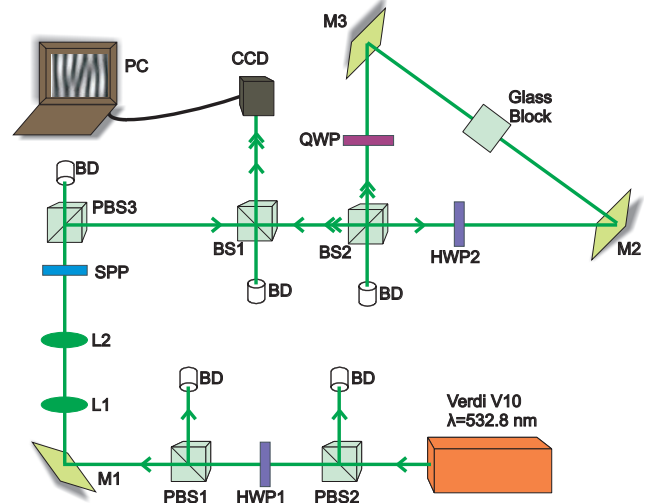 M3
PC
CCD
Glass
Block
QWP
BD
PBS3
BS1
BS2
HWP2
M2
SPP
BD
BD
L2
BD
BD
Verdi V10
λ=532.8 nm
L1
M1
PBS1
HWP1
PBS2